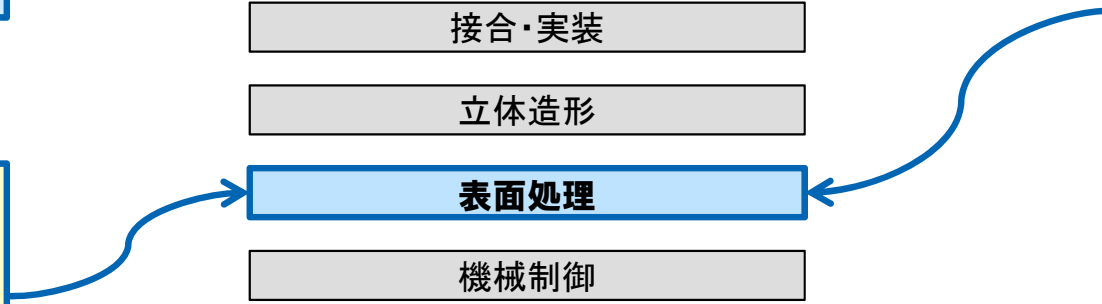 接合・実装
立体造形
表面処理
機械制御